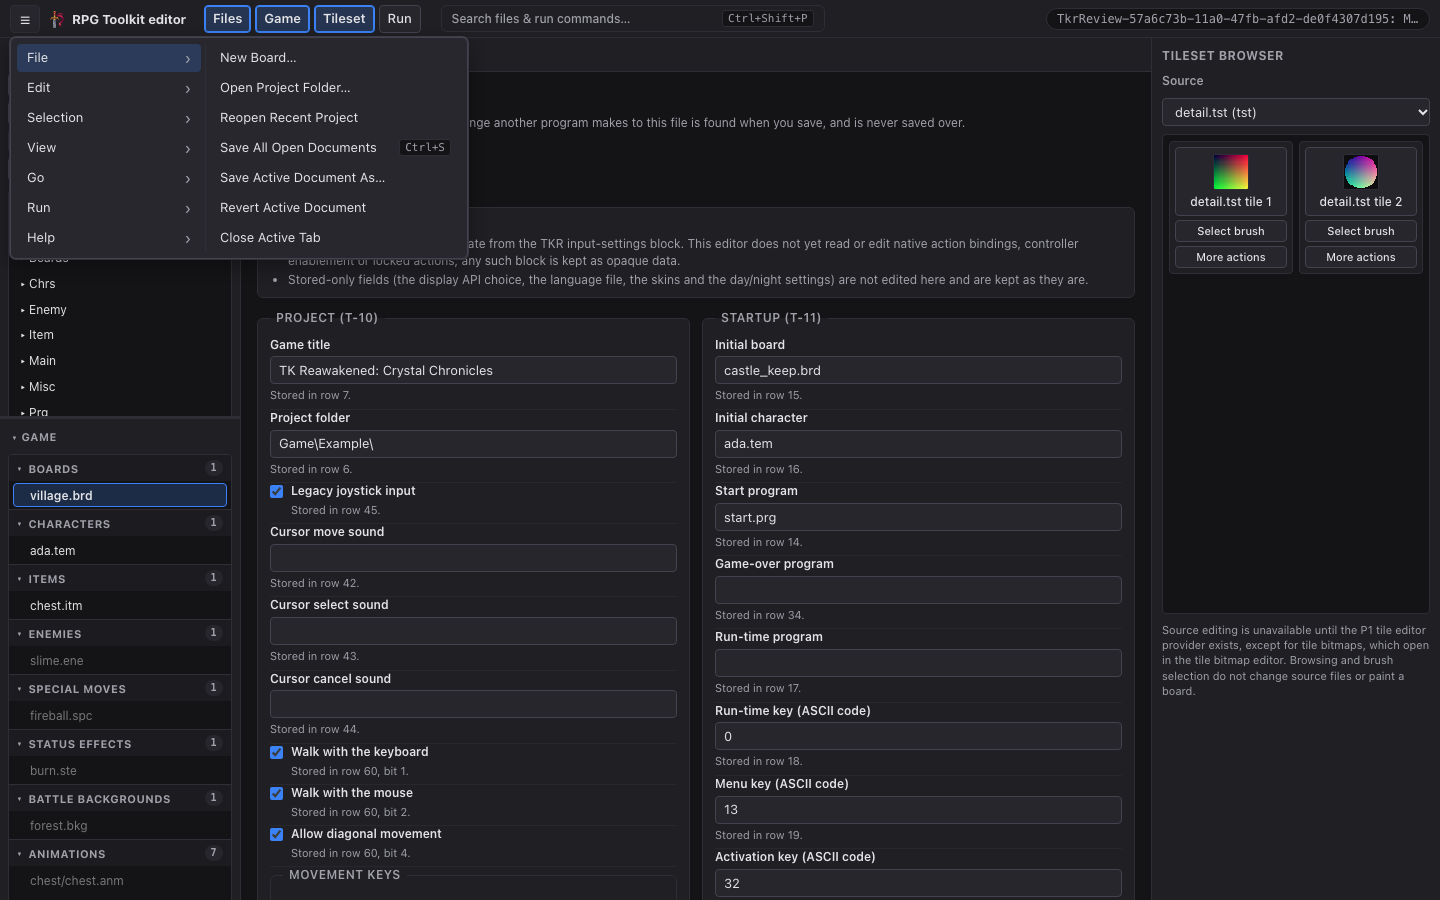 RPG Toolkit editor
Files
Game
Tileset
Run
Search files & run commands...
Ctrl+Shift+P
TkrReview-57a6c73b-11a0-47fb-afd2-de0f4307d195: M…
File
Edit
Selection
View
Go
Run
Help
New Board...
Open Project Folder...
Reopen Recent Project
Save All Open Documents
Ctrl+S
Save Active Document As...
Revert Active Document
Close Active Tab
Chrs
Enemy
Item
Main
Misc
Prg
GAME
BOARDS
1
village.brd
CHARACTERS
1
ada.tem
ITEMS
1
chest.itm
ENEMIES
1
slime.ene
SPECIAL MOVES
1
fireball.spc
STATUS EFFECTS
1
burn.ste
BATTLE BACKGROUNDS
1
forest.bkg
ANIMATIONS
7
chest/chest.anm
nge another program makes to this file is found when you save, and is never saved over.
ate from the TKR input-settings block. This editor does not yet read or edit native action bindings, controller
enablement or locked actions, any such block is kept as opaque data.
• Stored-only fields (the display API choice, the language file, the skins and the day/night settings) are not edited here and are kept as they are.
PROJECT (T-10)
Game title
TK Reawakened: Crystal Chronicles
Stored in row 7.
Project folder
Game\Example\
Stored in row 6.
Legacy joystick input
Stored in row 45.
Cursor move sound
Stored in row 42.
Cursor select sound
Stored in row 43.
Cursor cancel sound
Stored in row 44.
Walk with the keyboard
Stored in row 60, bit 1.
Walk with the mouse
Stored in row 60, bit 2.
Allow diagonal movement
Stored in row 60, bit 4.
MOVEMENT KEYS
STARTUP (T-11)
Initial board
castle_keep.brd
Stored in row 15.
Initial character
ada.tem
Stored in row 16.
Start program
start.prg
Stored in row 14.
Game-over program
Stored in row 34.
Run-time program
Stored in row 17.
Run-time key (ASCII code)
0
Stored in row 18.
Menu key (ASCII code)
13
Stored in row 19.
Activation key (ASCII code)
32
TILESET BROWSER
Source
detail.tst (tst)
detail.tst tile 1
Select brush
More actions
detail.tst tile 2
Select brush
More actions
Source editing is unavailable until the P1 tile editor
provider exists, except for tile bitmaps, which open
in the tile bitmap editor. Browsing and brush
selection do not change source files or paint a
board.